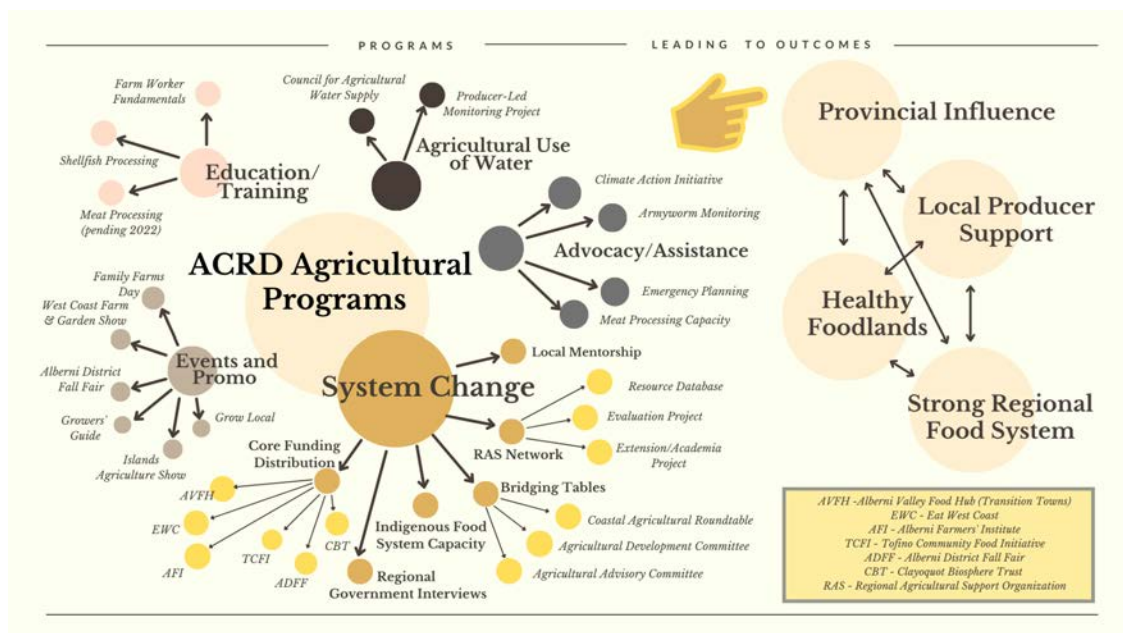 PROGRAMS
LEADING TO OUTCOMES
Farm Worker
Fundamentals
Shellfish Processing
Meat Processing
(pending 2022)
Education/
Training
Council for Agricultural
Water Supply
Producer-Led
Monitoring Project
Agricultural Use
of Water
Climate Action Initiative
Armyworm Monitoring
Advocacy/Assistance
Emergency Planning
Meat Processing Capacity
ACRD Agricultural
Programs
Family Farms
Day
West Coast Farm
& Garden Show
Alberni District
Fall Fair
Growers'
Guide
Islands
Agriculture Show
Grow Local
Events and
Promo
System Change
Local Mentorship
RAS Network
Resource Database
Evaluation Project
Extension/Academia
Project
Core Funding
Distribution
AVFH
EWC
AFI
TCFI
ADFF
CBT
Regional
Government Interviews
Indigenous Food
System Capacity
Bridging Tables
Coastal Agricultural Roundtable
Agricultural Development Committee
Agricultural Advisory Committee
Provincial Influence
Local Producer
Support
Healthy
Foodlands
Strong Regional
Food System
AVFH -Alberni Valley Food Hub (Transition Towns)
EWC - Eat West Coast
AFI - Alberni Farmers' Institute
TCFI - Tofino Community Food Initiative
ADFF - Alberni District Fall Fair
CBT - Clayoquot Biosphere Trust
RAS - Regional Agricultural Support Organization